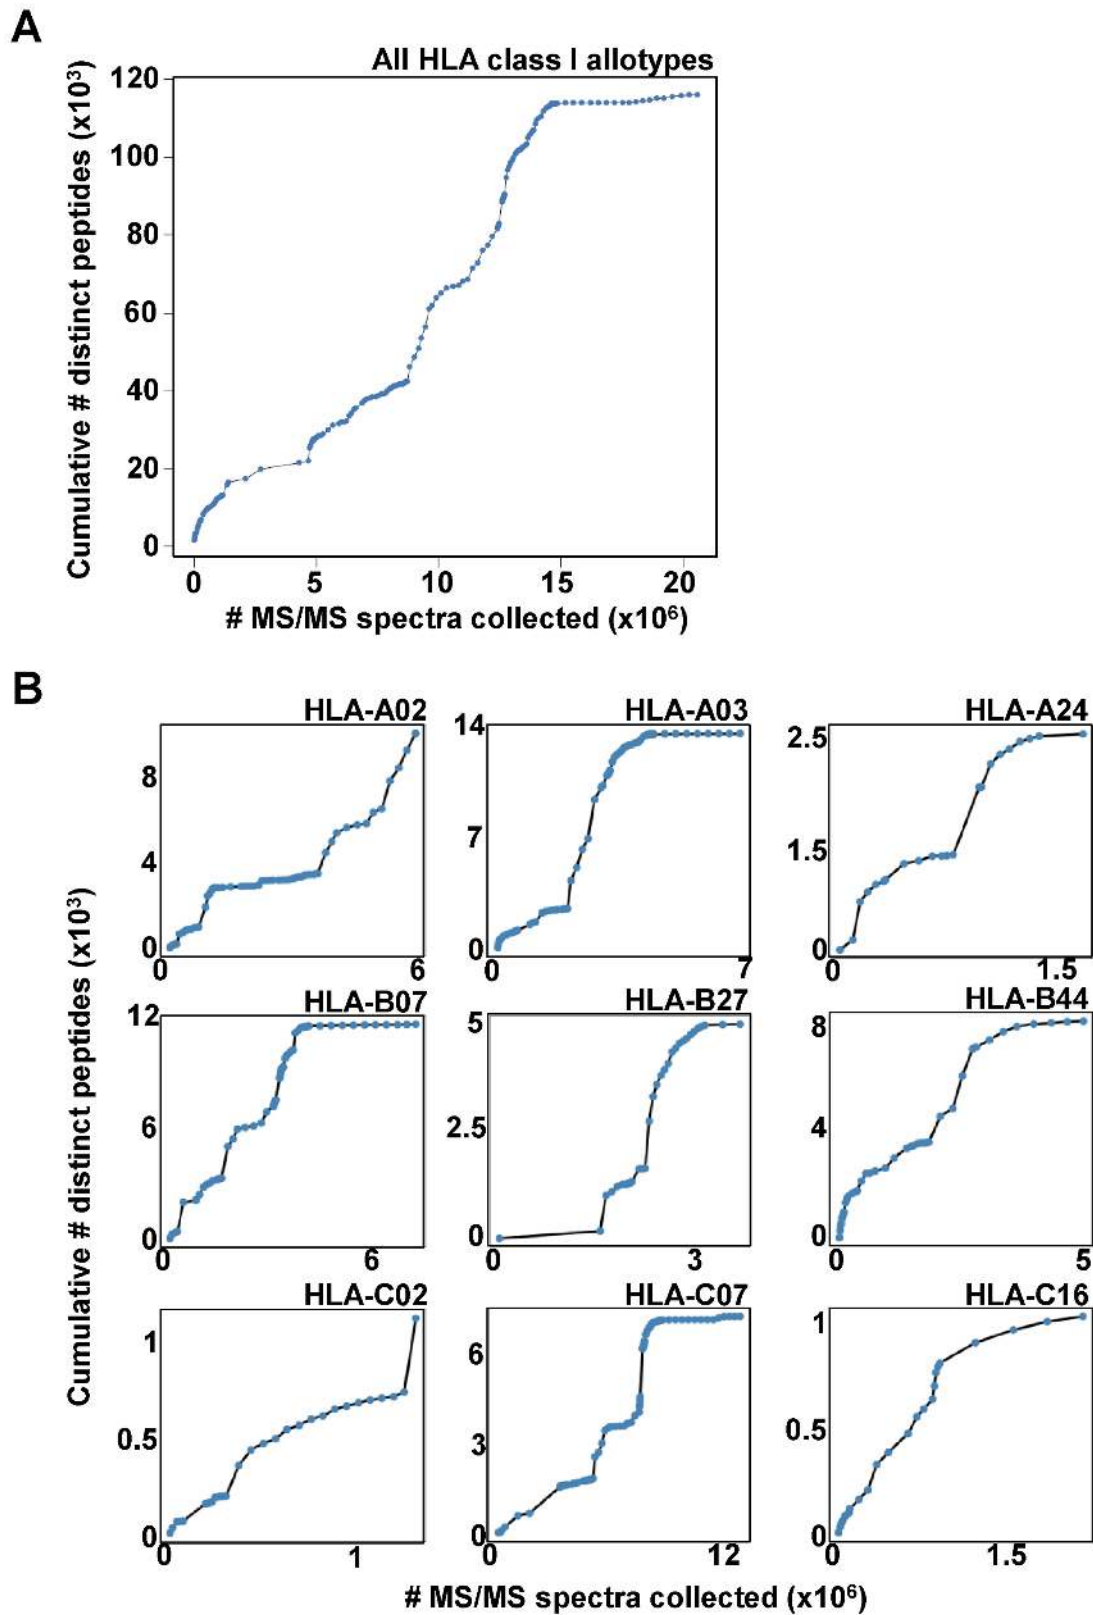 A
All HLA class I allotypes
Cumulative # distinct peptides (x10³)
120
100
80
60
40
20
0
0 5 10 15 20
# MS/MS spectra collected (x10⁶)
B
Cumulative # distinct peptides (x10³)
HLA-A02
8
4
0
0 6
HLA-A03
14
7
0
0 7
HLA-A24
2.5
1.5
0
0 1.5
HLA-B07
12
6
0
0 6
HLA-B27
5
2.5
0
0 3
HLA-B44
8
4
0
0 5
HLA-C02
1
0.5
0
0 1
HLA-C07
6
3
0
0 12
HLA-C16
1
0.5
0
0 1.5
# MS/MS spectra collected (x10⁶)